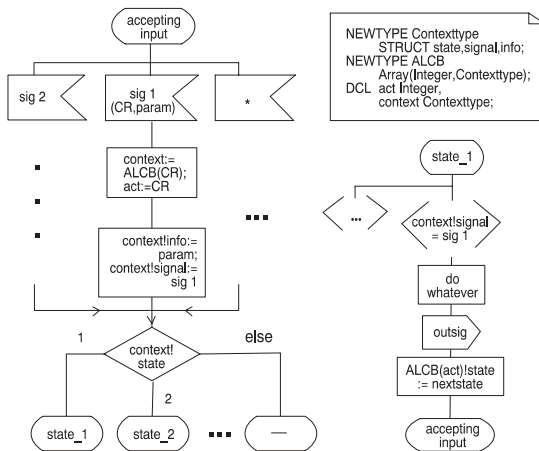 accepting
input
sig 2
sig 1
(CR,param)
*
context:=
ALCB(CR);
act:=CR
context!info:=
param;
context!signal:=
sig 1
1
context!
state
else
2
state_1
state_2
—
NEWTYPE Contexttype
STRUCT state,signal,info;
NEWTYPE ALCB
Array(Integer,Contexttype);
DCL act Integer,
context Contexttype;
state_1
...
context!signal
= sig 1
do
whatever
outsig
ALCB(act)!state
:= nextstate
accepting
input